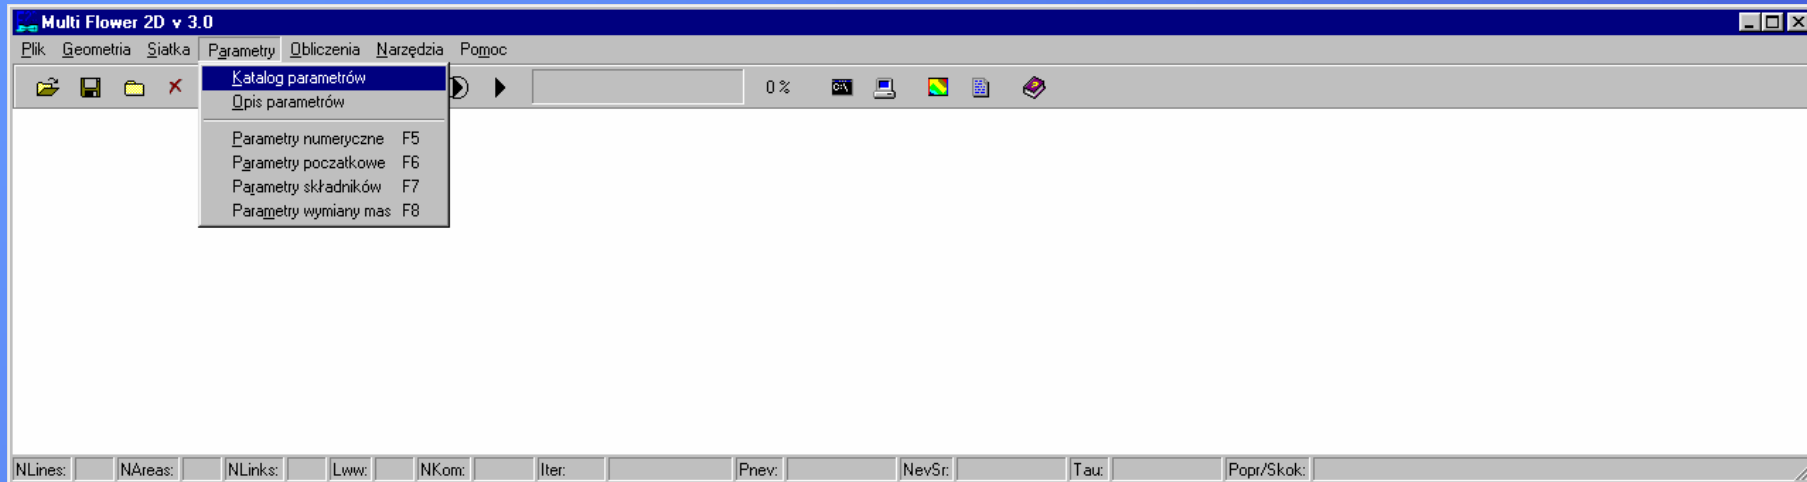 Multi Flower 2D v 3.0
Plik Geometria Siatka Parametry Obliczenia Narzędzia Pomoc
Katalog parametrów
0 %
C:\
Opis parametrów
Parametry numeryczne F5
Parametry poczatkowe F6
Parametry składników F7
Parametry wymiany mas F8
NLines: NAreas: NLinks: Lww: NKom: Iter: Pnev: NevSr: Tau: Popr/Skok: